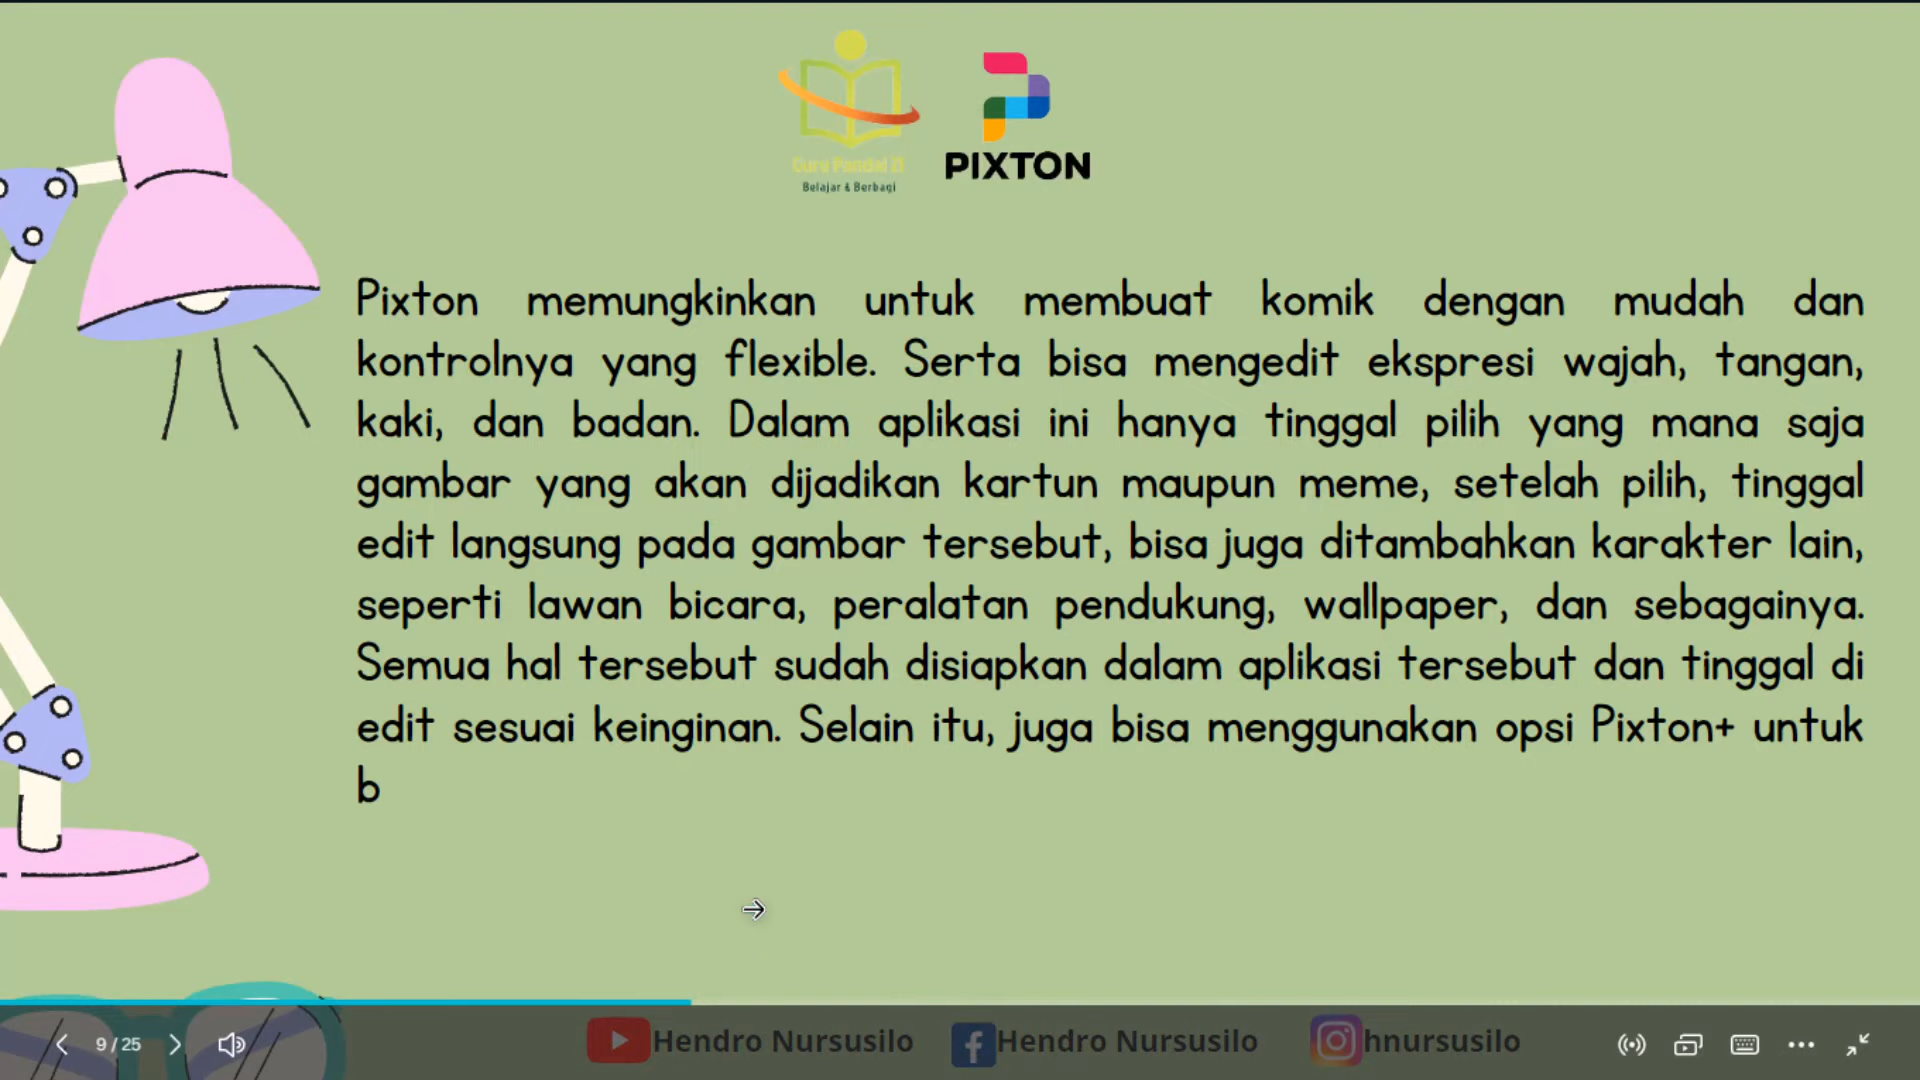 Guru Pandai ZI
Belajar & Berbagi
PIXTON
Pixton memungkinkan untuk membuat komik dengan mudah dan
kontrolnya yang flexible. Serta bisa mengedit ekspresi wajah, tangan,
kaki, dan badan. Dalam aplikasi ini hanya tinggal pilih yang mana saja
gambar yang akan dijadikan kartun maupun meme, setelah pilih, tinggal
edit langsung pada gambar tersebut, bisa juga ditambahkan karakter lain,
seperti lawan bicara, peralatan pendukung, wallpaper, dan sebagainya.
Semua hal tersebut sudah disiapkan dalam aplikasi tersebut dan tinggal di
edit sesuai keinginan. Selain itu, juga bisa menggunakan opsi Pixton+ untuk
b
9 / 25
Hendro Nursusilo
Hendro Nursusilo
hnursusilo